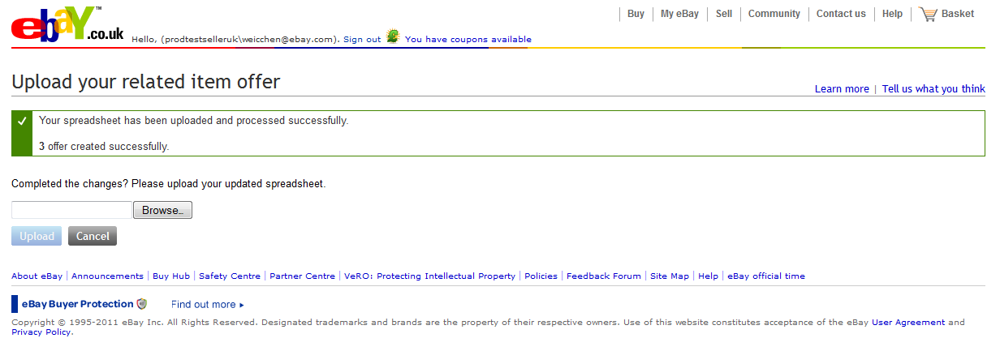 ebaY™.co.uk
Buy My eBay Sell Community Contact us Help Basket
Hello, (prodtestselleruk\weicchen@ebay.com). Sign out You have coupons available
Upload your related item offer
Learn more | Tell us what you think
Your spreadsheet has been uploaded and processed successfully.
3 offer created successfully.
Completed the changes? Please upload your updated spreadsheet.
Browse...
Upload Cancel
About eBay | Announcements | Buy Hub | Safety Centre | Partner Centre | VeRO: Protecting Intellectual Property | Policies | Feedback Forum | Site Map | Help | eBay official time
eBay Buyer Protection Find out more ▸
Copyright © 1995-2011 eBay Inc. All Rights Reserved. Designated trademarks and brands are the property of their respective owners. Use of this website constitutes acceptance of the eBay User Agreement and
Privacy Policy.